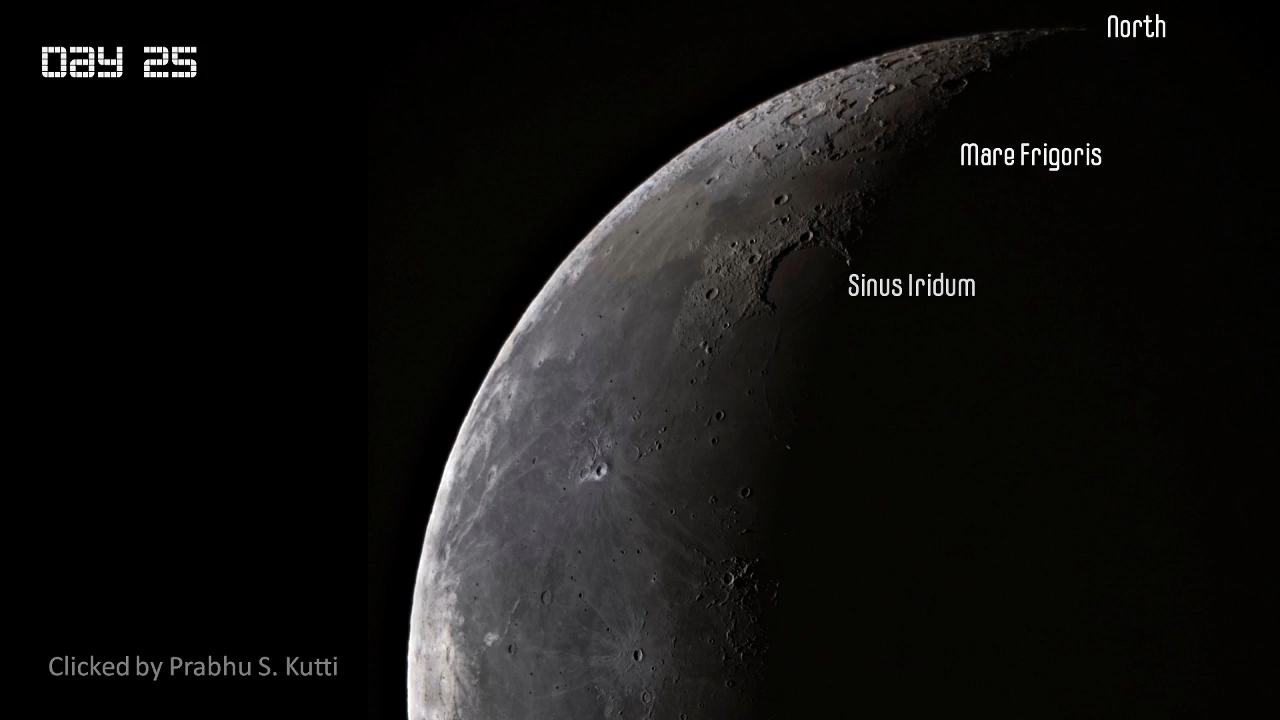 Day 25
North
Mare Frigoris
Sinus Iridum
Clicked by Prabhu S. Kutti